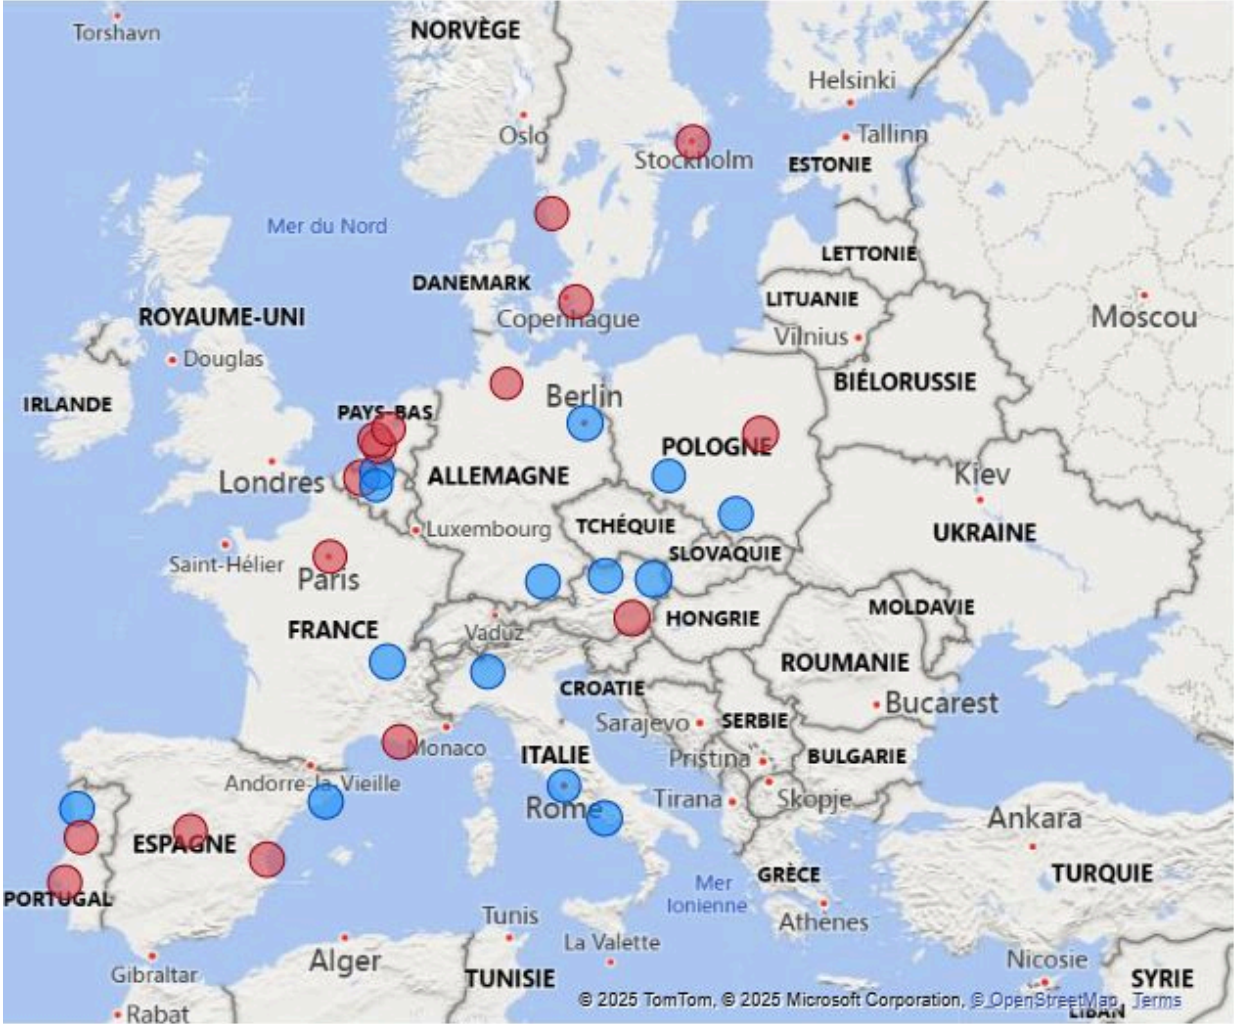 Torshavn
NORVÈGE
Helsinki
Oslo
Tallinn
Stockholm
ESTONIE
Mer du Nord
LETTONIE
DANEMARK
LITUANIE
ROYAUME-UNI
Copenhague
Moscou
Vilnius
Douglas
BIÉLORUSSIE
Berlin
IRLANDE
PAYS-BAS
POLOGNE
Londres
ALLEMAGNE
Kiev
Luxembourg
TCHÉQUIE
UKRAINE
Saint-Hélier
SLOVAQUIE
Paris
FRANCE
Vaduz
HONGRIE
MOLDAVIE
ROUMANIE
CROATIE
Bucarest
Sarajevo
SERBIE
Monaco
ITALIE
Priština
BULGARIE
Andorre-la-Vieille
Rome
Tirana
Skopje
Ankara
ESPAGNE
GRÈCE
TURQUIE
Mer
Ionienne
PORTUGAL
Tunis
Athènes
La Valette
Gibraltar
Alger
TUNISIE
Nicosie
SYRIE
Rabat
© 2025 TomTom, © 2025 Microsoft Corporation, © OpenStreetMap Terms
LIBAN